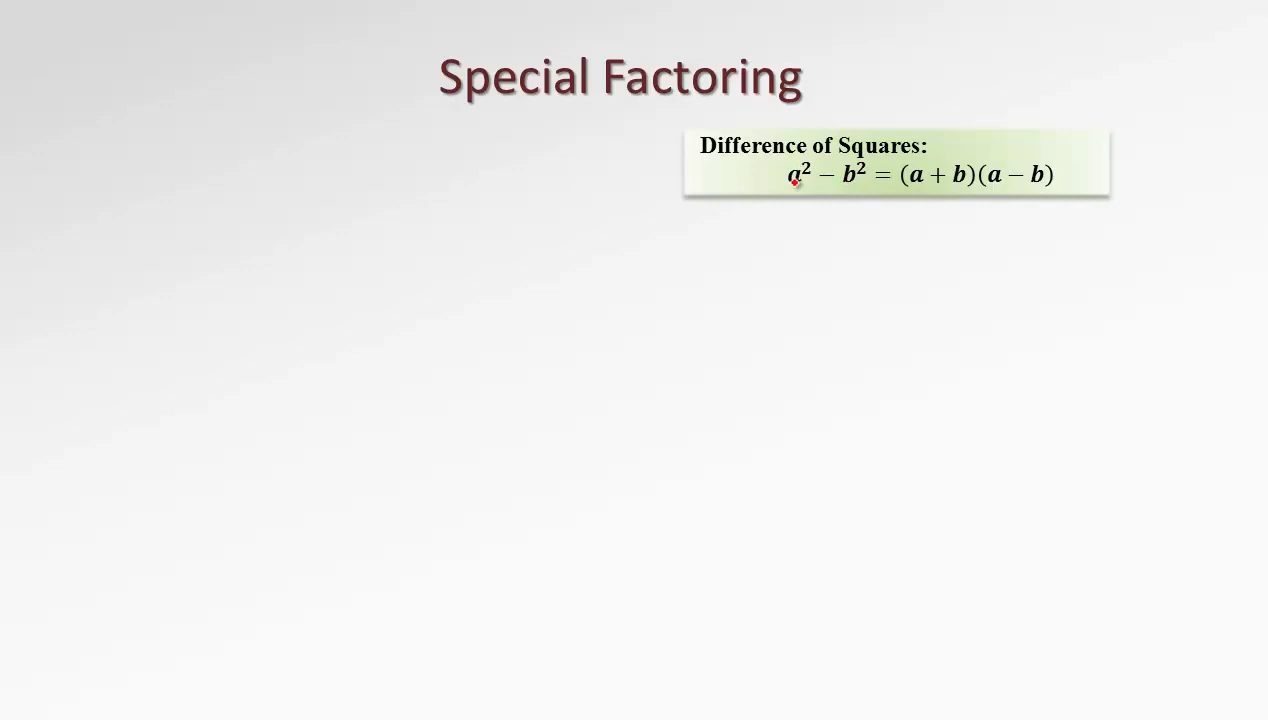 Special Factoring
Difference of Squares:
a² − b² = (a + b)(a − b)